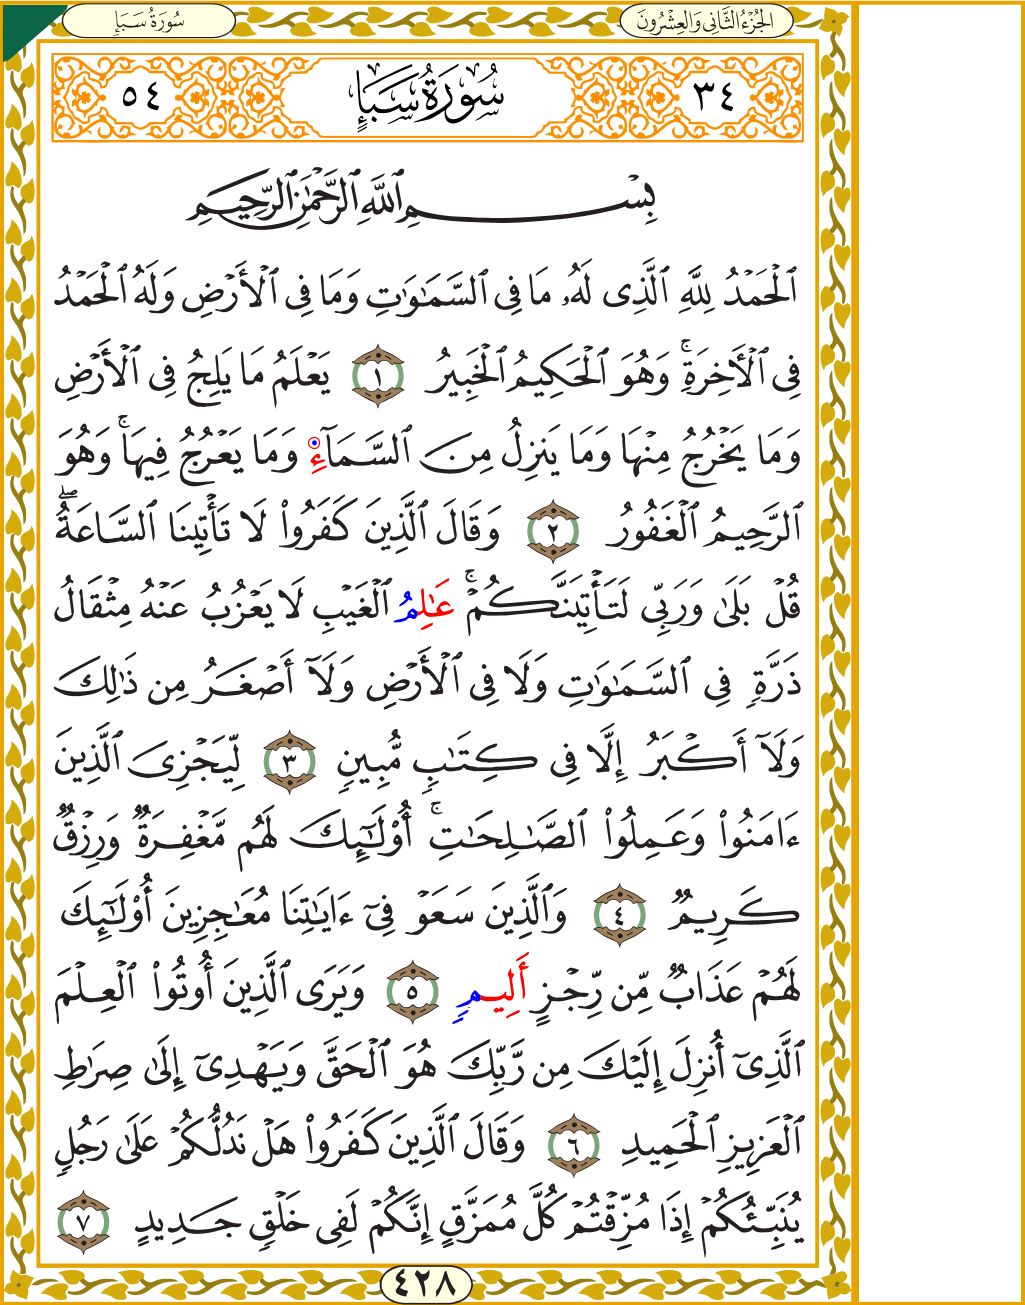 سُورَةُ سَبَإٍ
الجُزْءُ الثَّانِي وَالعِشْرُونَ
٣٤
سُورَةُ سَبَإٍ
٥٤
بِسْمِ ٱللَّهِ ٱلرَّحْمَٰنِ ٱلرَّحِيمِ
ٱلْحَمْدُ لِلَّهِ ٱلَّذِى لَهُۥ مَا فِى ٱلسَّمَٰوَٰتِ وَمَا فِى ٱلْأَرْضِ وَلَهُ ٱلْحَمْدُ
فِى ٱلْأَخِرَةِۚ وَهُوَ ٱلْحَكِيمُ ٱلْخَبِيرُ ١ يَعْلَمُ مَا يَلِجُ فِى ٱلْأَرْضِ
وَمَا يَخْرُجُ مِنْهَا وَمَا يَنزِلُ مِنَ ٱلسَّمَآءِ وَمَا يَعْرُجُ فِيهَاۚ وَهُوَ
ٱلرَّحِيمُ ٱلْغَفُورُ ٢ وَقَالَ ٱلَّذِينَ كَفَرُوا۟ لَا تَأْتِينَا ٱلسَّاعَةُۖ
قُلْ بَلَىٰ وَرَبِّى لَتَأْتِيَنَّكُمْۚ عَٰلِمُ ٱلْغَيْبِ لَا يَعْزُبُ عَنْهُ مِثْقَالُ
ذَرَّةٍ فِى ٱلسَّمَٰوَٰتِ وَلَا فِى ٱلْأَرْضِ وَلَآ أَصْغَرُ مِن ذَٰلِكَ
وَلَآ أَكْبَرُ إِلَّا فِى كِتَٰبٍ مُّبِينٍ ٣ لِّيَجْزِىَ ٱلَّذِينَ
ءَامَنُوا۟ وَعَمِلُوا۟ ٱلصَّٰلِحَٰتِۚ أُو۟لَٰٓئِكَ لَهُم مَّغْفِرَةٌ وَرِزْقٌ
كَرِيمٌ ٤ وَٱلَّذِينَ سَعَوْ فِىٓ ءَايَٰتِنَا مُعَٰجِزِينَ أُو۟لَٰٓئِكَ
لَهُمْ عَذَابٌ مِّن رِّجْزٍ أَلِيمٍ ٥ وَيَرَى ٱلَّذِينَ أُوتُوا۟ ٱلْعِلْمَ
ٱلَّذِىٓ أُنزِلَ إِلَيْكَ مِن رَّبِّكَ هُوَ ٱلْحَقَّ وَيَهْدِىٓ إِلَىٰ صِرَٰطِ
ٱلْعَزِيزِ ٱلْحَمِيدِ ٦ وَقَالَ ٱلَّذِينَ كَفَرُوا۟ هَلْ نَدُلُّكُمْ عَلَىٰ رَجُلٍ
يُنَبِّئُكُمْ إِذَا مُزِّقْتُمْ كُلَّ مُمَزَّقٍ إِنَّكُمْ لَفِى خَلْقٍ جَدِيدٍ ٧
٤٢٨